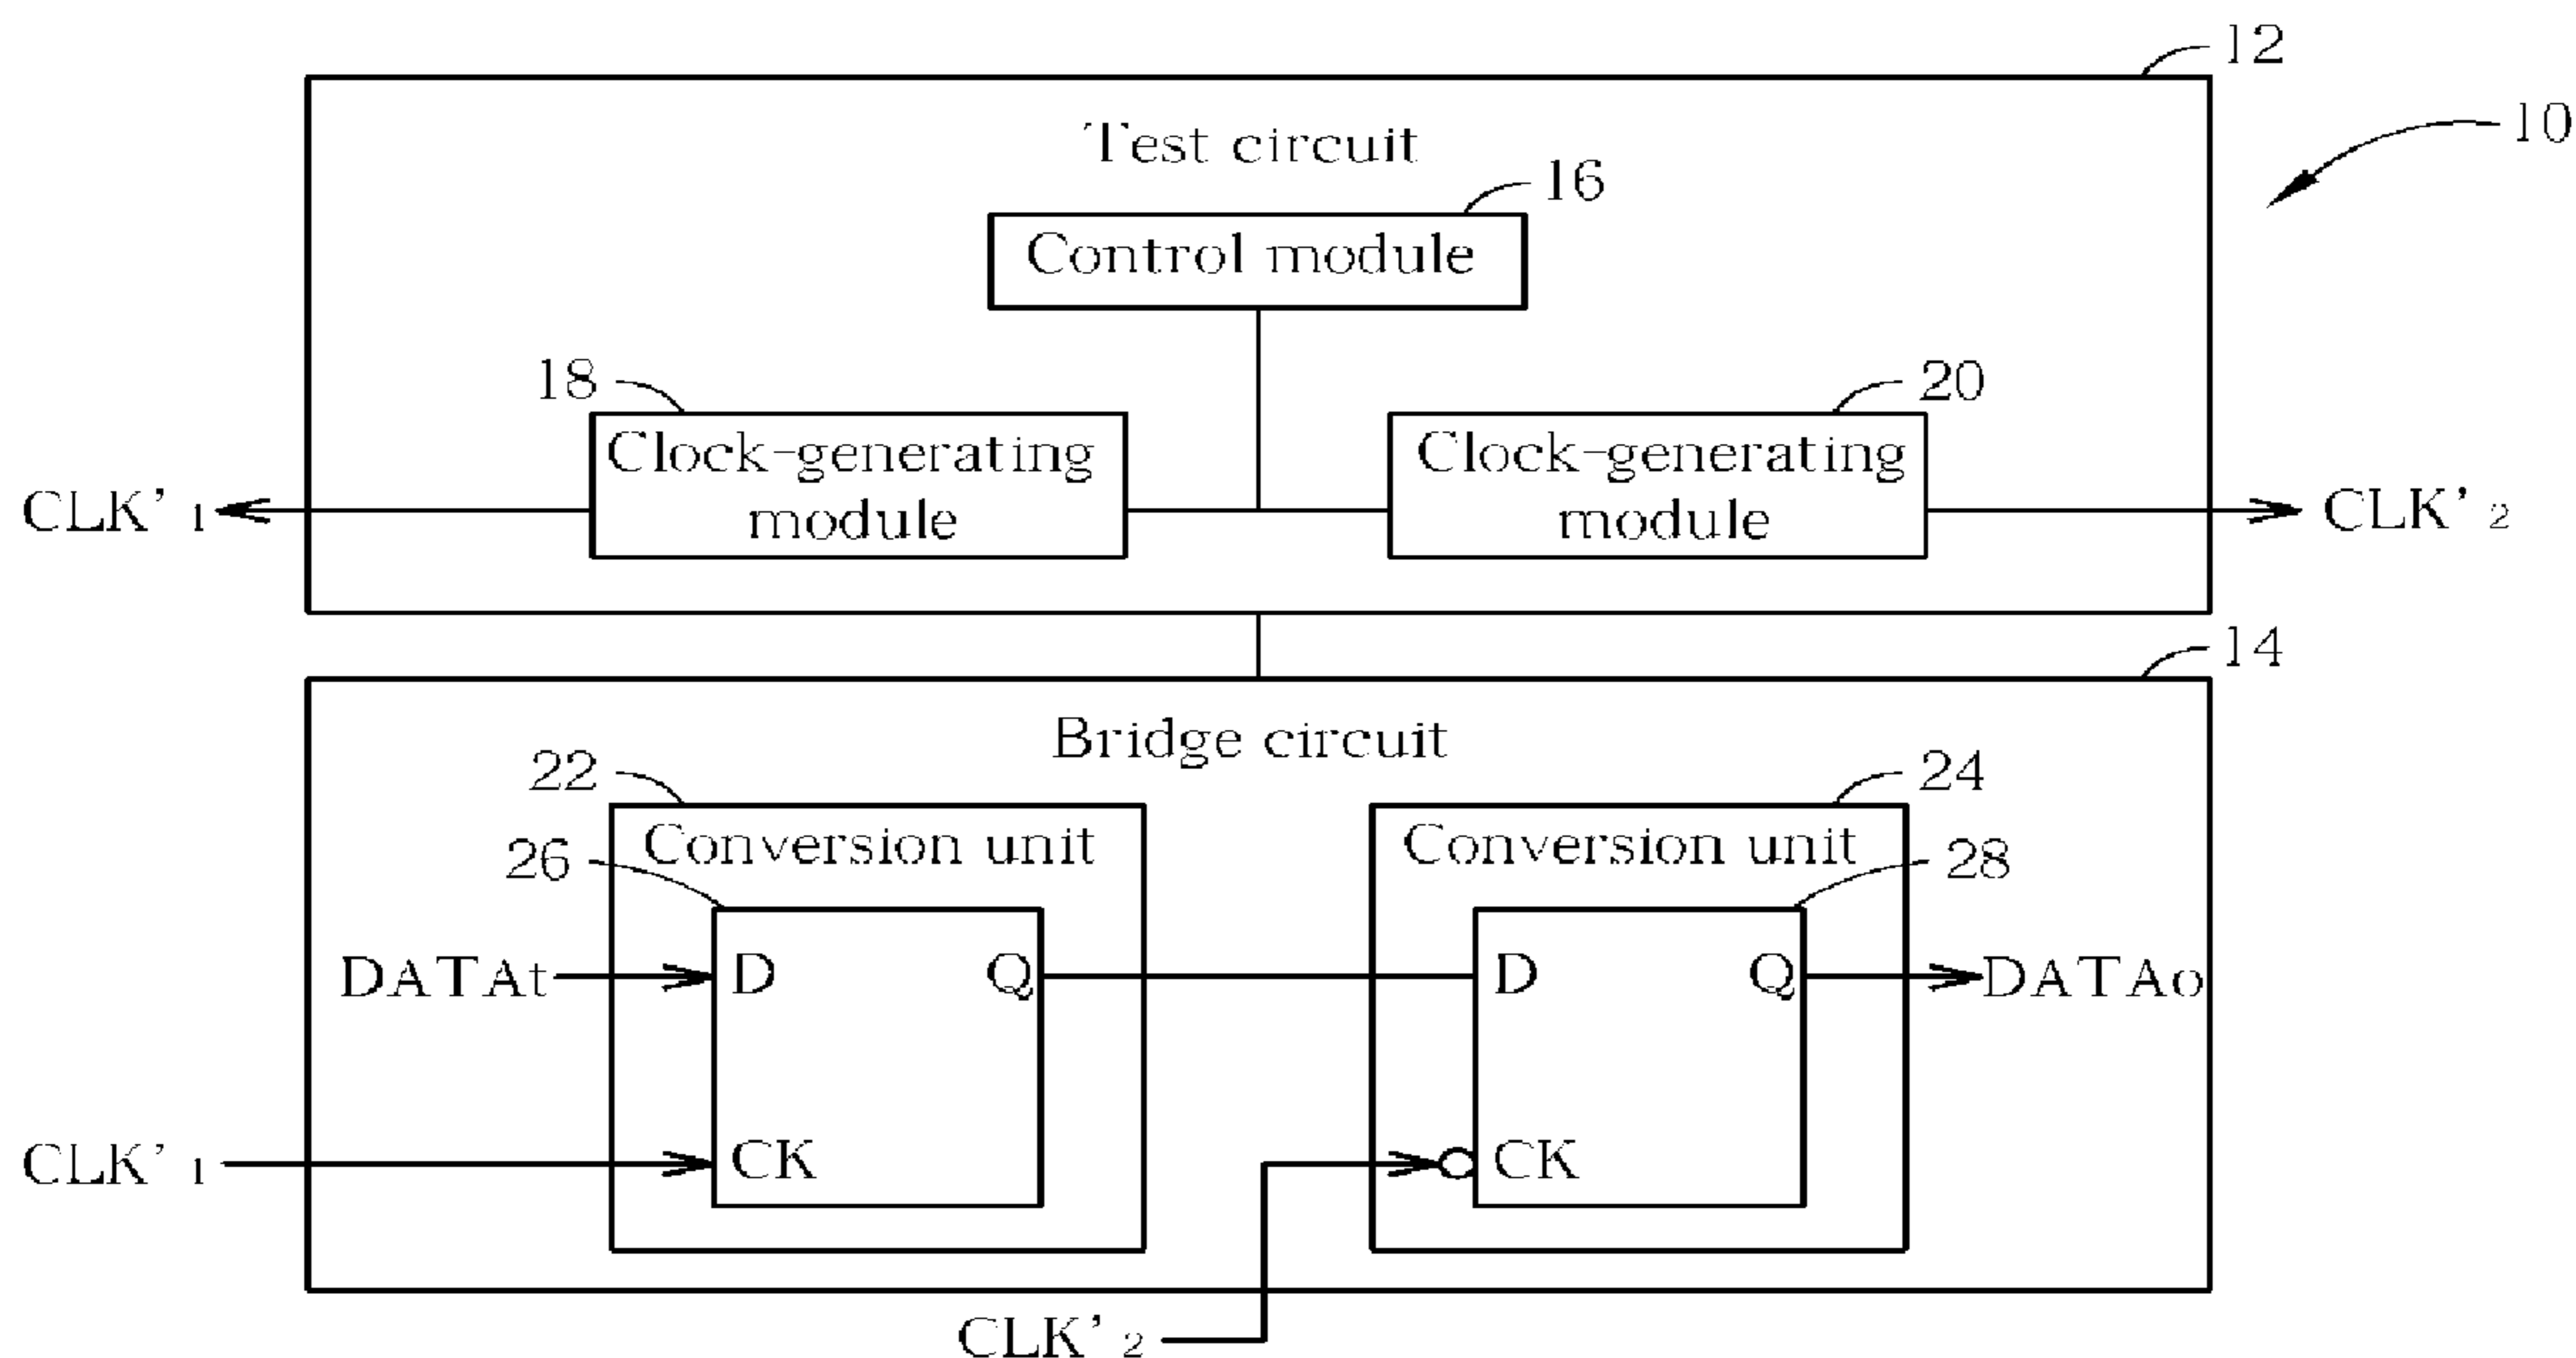 12
10
Test circuit
16
Control module
18
20
Clock-generating
module
Clock-generating
module
CLK'1
CLK'2
14
Bridge circuit
22
24
Conversion unit
Conversion unit
26
28
DATAt
D
Q
D
Q
DATAo
CLK'1
CK
CK
CLK'2